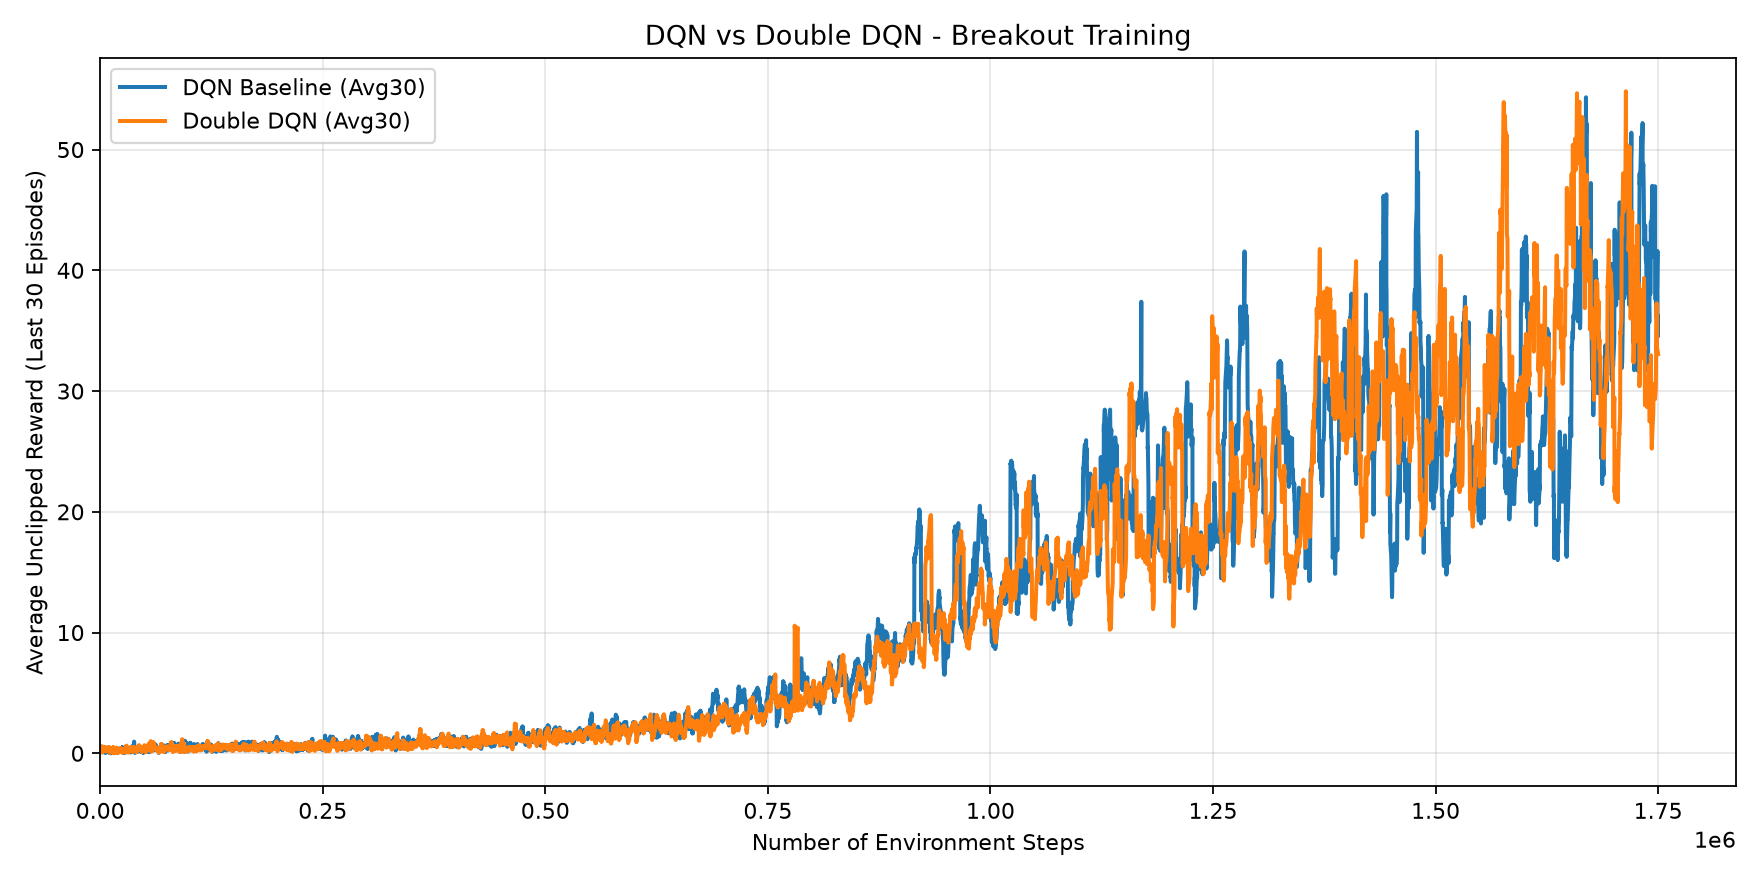 DQN vs Double DQN - Breakout Training
DQN Baseline (Avg30)
Double DQN (Avg30)
Average Unclipped Reward (Last 30 Episodes)
50
40
30
20
10
0
0.00 0.25 0.50 0.75 1.00 1.25 1.50 1.75
1e6
Number of Environment Steps